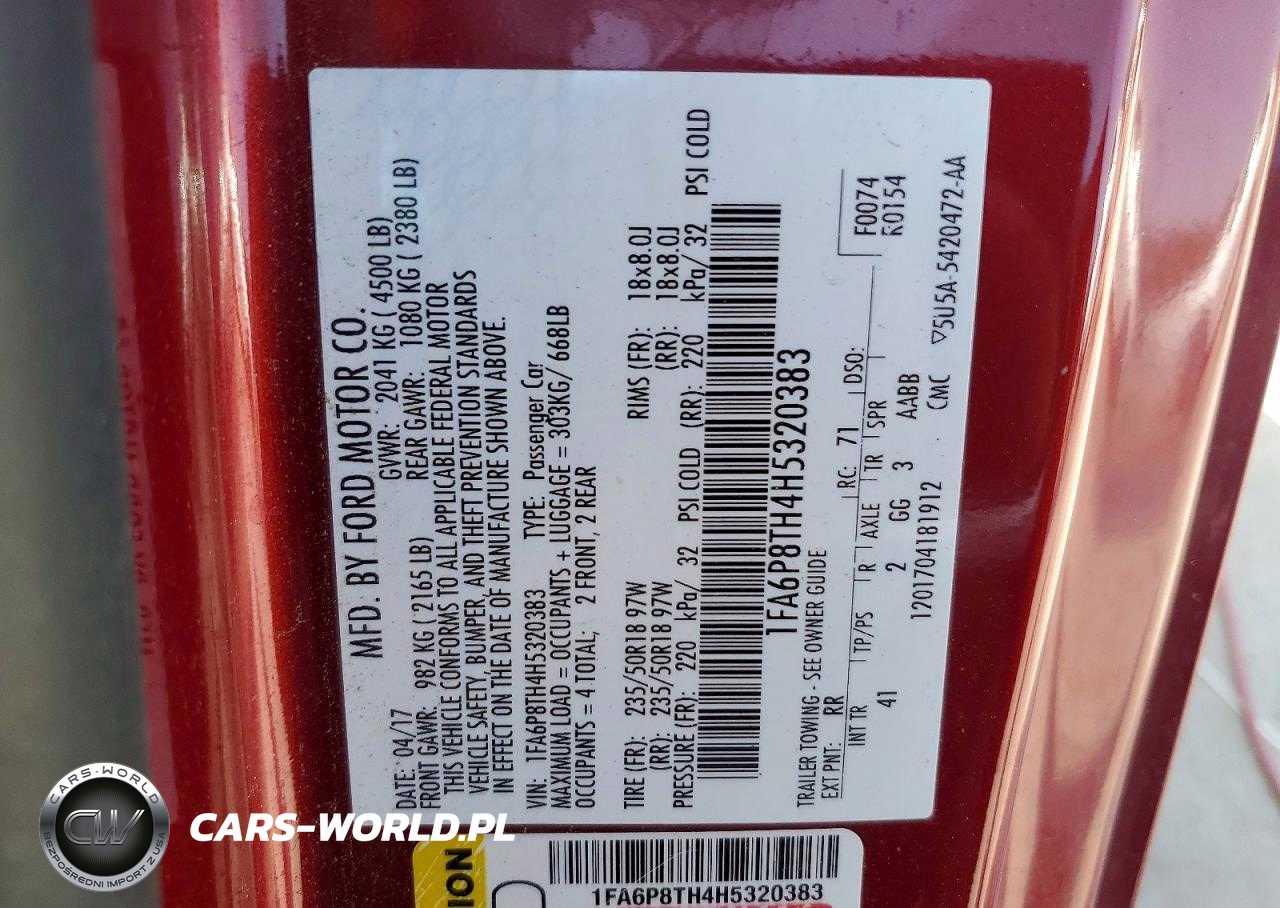 MFD. BY FORD MOTOR CO.
DATE: 04/17 GVWR: 2041 KG ( 4500 LB)
FRONT GAWR: 982 KG ( 2165 LB) REAR GAWR: 1080 KG ( 2380 LB)
THIS VEHICLE CONFORMS TO ALL APPLICABLE FEDERAL MOTOR
VEHICLE SAFETY, BUMPER, AND THEFT PREVENTION STANDARDS
IN EFFECT ON THE DATE OF MANUFACTURE SHOWN ABOVE.
VIN: 1FA6P8TH4H5320383 TYPE: Passenger Car
MAXIMUM LOAD = OCCUPANTS + LUGGAGE = 303KG/ 668LB
OCCUPANTS = 4 TOTAL; 2 FRONT, 2 REAR
TIRE (FR): 235/50R18 97W RIMS (FR): 18x8.0J
(RR): 235/50R18 97W (RR): 18x8.0J
PRESSURE (FR): 220 kPa/ 32 PSI COLD (RR): 220 kPa/ 32 PSI COLD
1FA6P8TH4H5320383
TRAILER TOWING - SEE OWNER GUIDE
EXT PNT: RR RC: 71 DSO: F0074
INT TR TP/PS R AXLE TR SPR R0154
41 2 GG 3 AABB
1201704181912 CMC ▽5U5A-5420472-AA
ION
1FA6P8TH4H5320383
CARS-WORLD
CW
BEZPOŚREDNI IMPORT Z USA
CARS-WORLD.PL